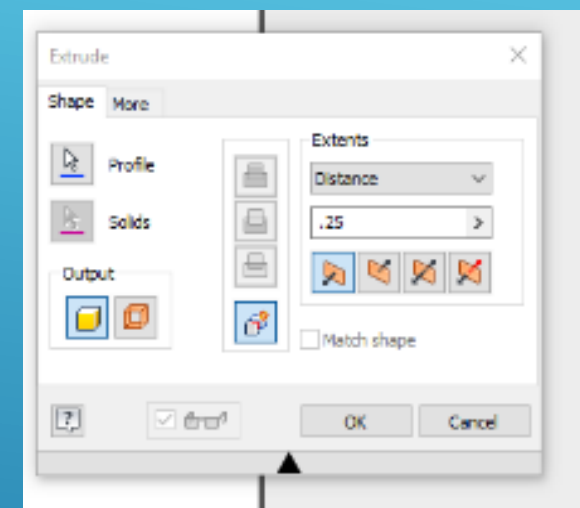 Extrude
Shape
More
Profile
Solids
Output
Extents
Distance
.25
Match shape
?
OK
Cancel